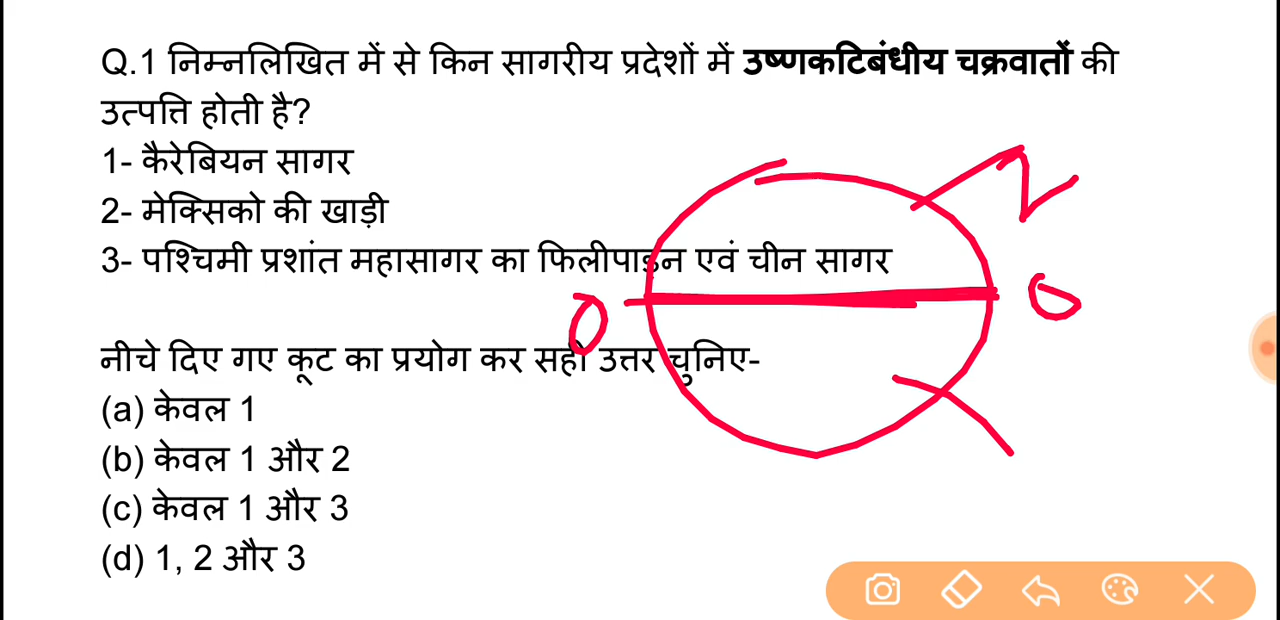 Q.1 निम्नलिखित में से किन सागरीय प्रदेशों में उष्णकटिबंधीय चक्रवातों की
उत्पत्ति होती है?
1- कैरेबियन सागर
2- मेक्सिको की खाड़ी
3- पश्चिमी प्रशांत महासागर का फिलीपाइन एवं चीन सागर
0
0
नीचे दिए गए कूट का प्रयोग कर सही उत्तर चुनिए-
(a) केवल 1
(b) केवल 1 और 2
(c) केवल 1 और 3
(d) 1, 2 और 3